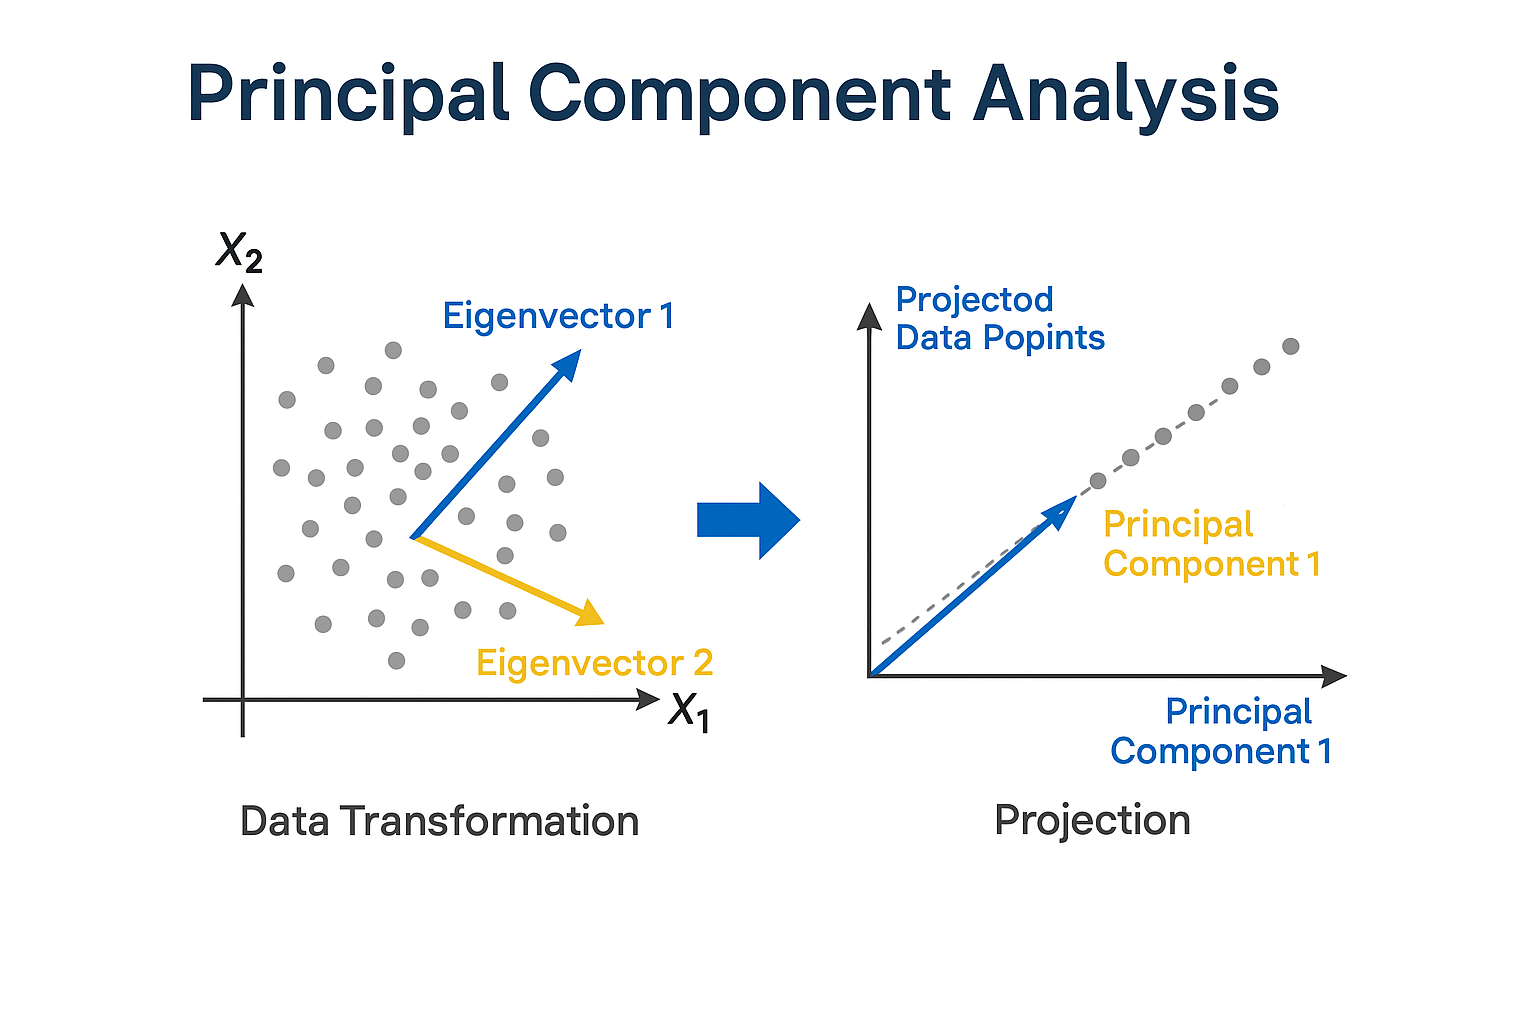 Principal Component Analysis
X2
Eigenvector 1
Eigenvector 2
X1
Data Transformation
Projectod
Data Popints
Principal
Component 1
Principal
Component 1
Projection